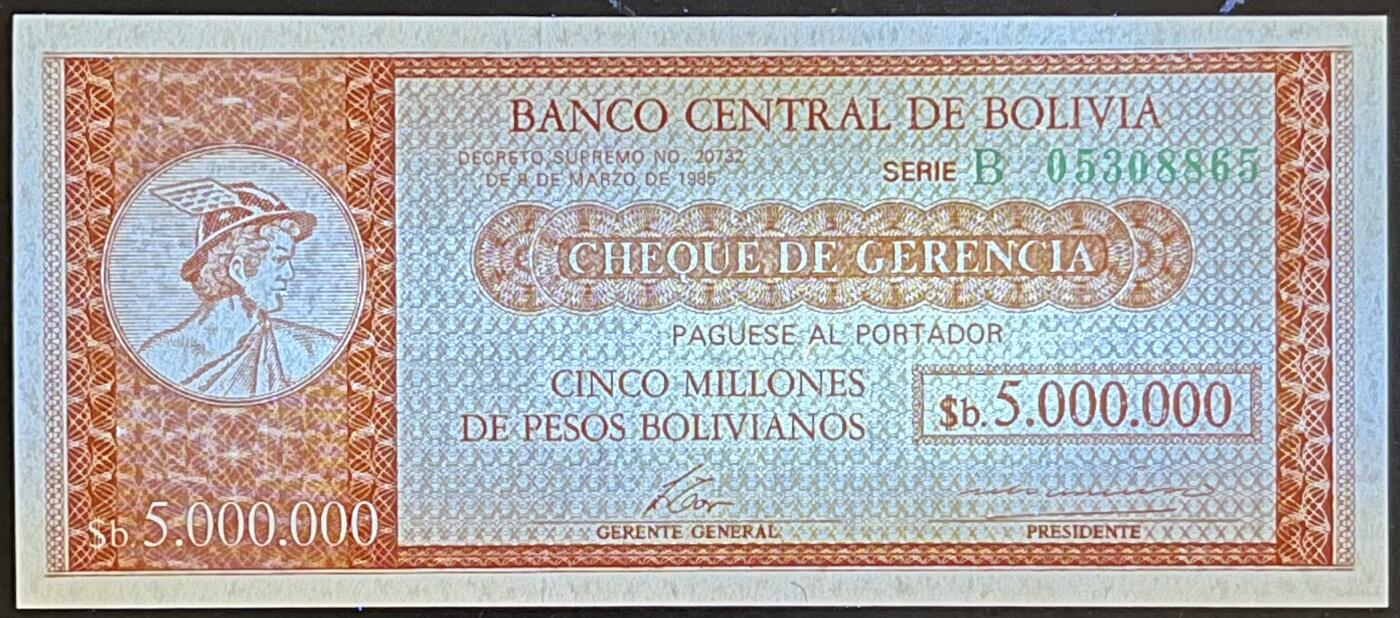 BANCO CENTRAL DE BOLIVIA
DECRETO SUPREMO NO. 20732
DE 8 DE MARZO DE 1985
SERIE B 05308865
CHEQUE DE GERENCIA
PAGUESE AL PORTADOR
CINCO MILLONES
DE PESOS BOLIVIANOS
$b. 5.000.000
$b. 5.000.000
GERENTE GENERAL
PRESIDENTE